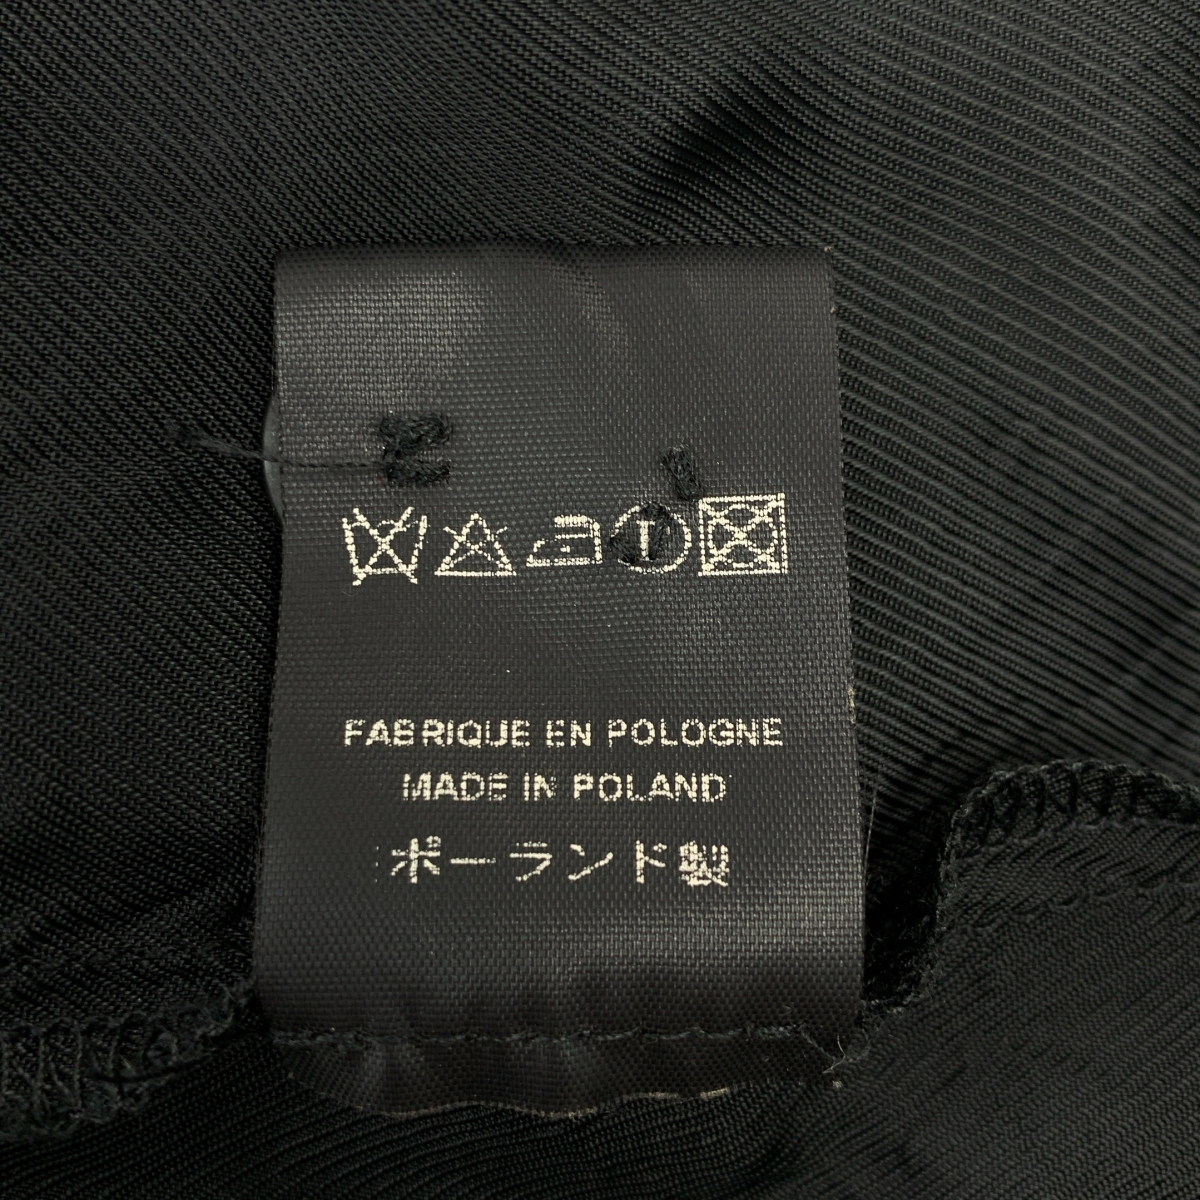 FABRIQUE EN POLOGNE
MADE IN POLAND
ポーランド製